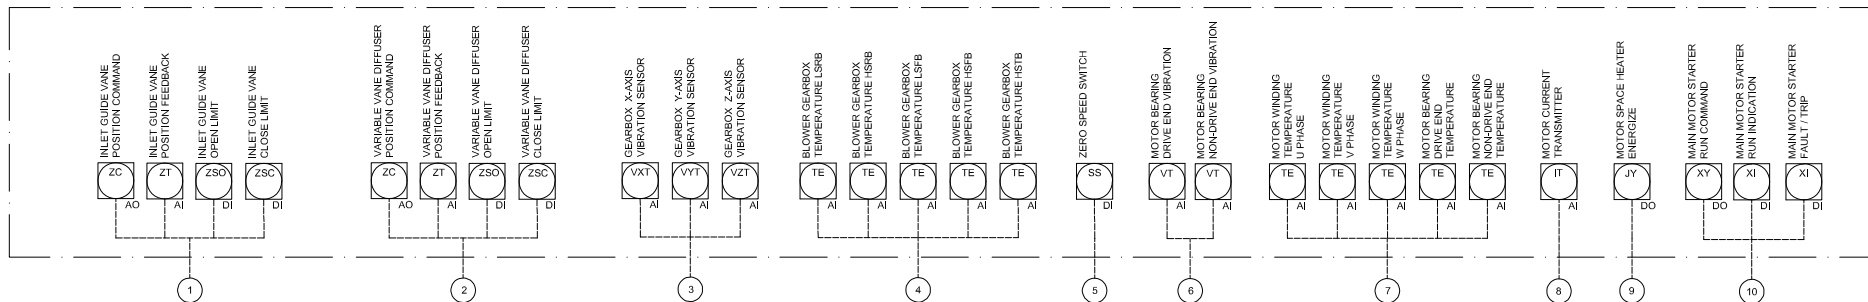 INLET GUIDE VANE
POSITION COMMAND
INLET GUIDE VANE
POSITION FEEDBACK
INLET GUIDE VANE
OPEN LIMIT
INLET GUIDE VANE
CLOSE LIMIT
VARIABLE VANE DIFFUSER
POSITION COMMAND
VARIABLE VANE DIFFUSER
POSITION FEEDBACK
VARIABLE VANE DIFFUSER
OPEN LIMIT
VARIABLE VANE DIFFUSER
CLOSE LIMIT
GEARBOX X-AXIS
VIBRATION SENSOR
GEARBOX Y-AXIS
VIBRATION SENSOR
GEARBOX Z-AXIS
VIBRATION SENSOR
BLOWER GEARBOX
TEMPERATURE LSRB
BLOWER GEARBOX
TEMPERATURE HSRB
BLOWER GEARBOX
TEMPERATURE LSFB
BLOWER GEARBOX
TEMPERATURE HSFB
BLOWER GEARBOX
TEMPERATURE HSTB
ZERO SPEED SWITCH
MOTOR BEARING
DRIVE END VIBRATION
MOTOR BEARING
NON-DRIVE END VIBRATION
MOTOR WINDING
TEMPERATURE
U PHASE
MOTOR WINDING
TEMPERATURE
V PHASE
MOTOR WINDING
TEMPERATURE
W PHASE
MOTOR BEARING
DRIVE END
TEMPERATURE
MOTOR BEARING
NON-DRIVE END
TEMPERATURE
MOTOR CURRENT
TRANSMITTER
MOTOR SPACE HEATER
ENERGIZE
MAIN MOTOR STARTER
RUN COMMAND
MAIN MOTOR STARTER
RUN INDICATION
MAIN MOTOR STARTER
FAULT / TRIP
ZC
ZT
ZSO
ZSC
ZC
ZT
ZSO
ZSC
VXT
VYT
VZT
TE
TE
TE
TE
TE
SS
VT
VT
TE
TE
TE
TE
TE
IT
JY
XY
XI
XI
AO
AI
DI
DI
AO
AI
DI
DI
AI
AI
AI
AI
AI
AI
AI
AI
DI
AI
AI
AI
AI
AI
AI
AI
AI
DO
DO
DI
DI
1
2
3
4
5
6
7
8
9
10